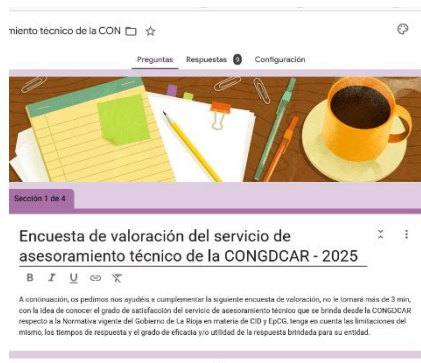 miento técnico de la CON
Preguntas Respuestas 9 Configuración
Sección 1 de 4
Encuesta de valoración del servicio de
asesoramiento técnico de la CONGDCAR - 2025
B I U
A continuación, os pedimos nos ayudéis a cumplementar la siguiente encuesta de valoración, no le tomará más de 3 min,
con la idea de conocer el grado de satisfacción del servicio de asesoramiento técnico que se brinda desde la CONGDCAR
respecto a la Normativa vigente del Gobierno de La Rioja en materia de CID y EpCG, tenga en cuenta las limitaciones del
mismo, los tiempos de respuesta y el grado de eficacia y/o utilidad de la respuesta brindada para su entidad.